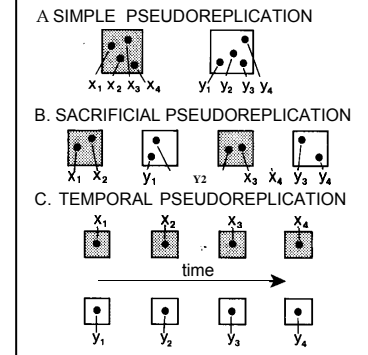 A SIMPLE PSEUDOREPLICATION
x₁ x₂ x₃ x₄ y₁ y₂ y₃ y₄
B. SACRIFICIAL PSEUDOREPLICATION
x₁ x₂ y₁ Y2 x₃ x₄ y₃ y₄
C. TEMPORAL PSEUDOREPLICATION
x₁ x₂ x₃ x₄
time
y₁ y₂ y₃ y₄